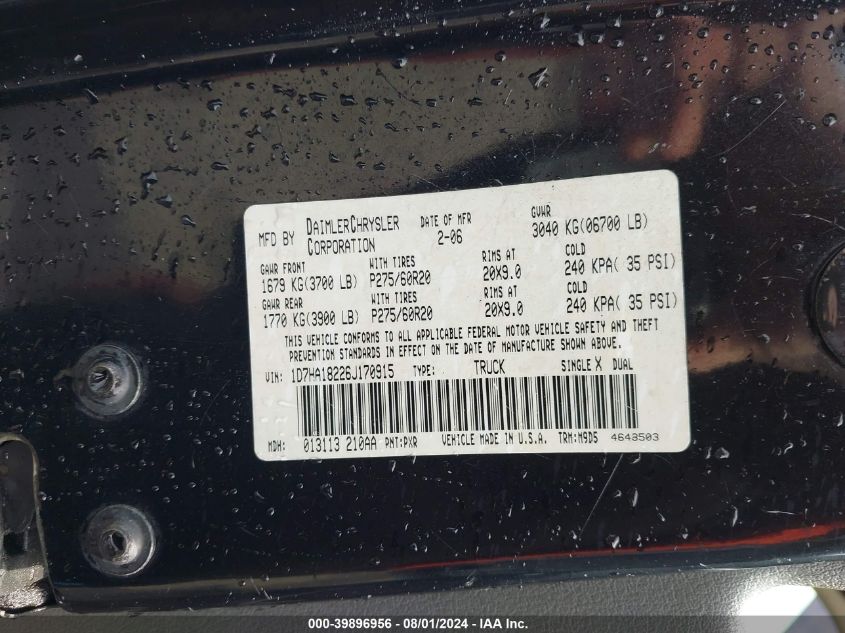 MFD BY DAIMLERCHRYSLER CORPORATION DATE OF MFR 2-06 GVWR 3040 KG(06700 LB)
GAWR FRONT WITH TIRES RIMS AT COLD
1679 KG(3700 LB) P275/60R20 20X9.0 240 KPA( 35 PSI)
GAWR REAR WITH TIRES RIMS AT COLD
1770 KG(3900 LB) P275/60R20 20X9.0 240 KPA( 35 PSI)
THIS VEHICLE CONFORMS TO ALL APPLICABLE FEDERAL MOTOR VEHICLE SAFETY AND THEFT
PREVENTION STANDARDS IN EFFECT ON THE DATE OF MANUFACTURE SHOWN ABOVE.
VIN: 1D7HA18226J170915 TYPE: TRUCK SINGLE X DUAL
MDH: 013113 210AA PNT:PXR VEHICLE MADE IN U.S.A. TRM:M9D5 4643503
000-39896956 - 08/01/2024 - IAA Inc.